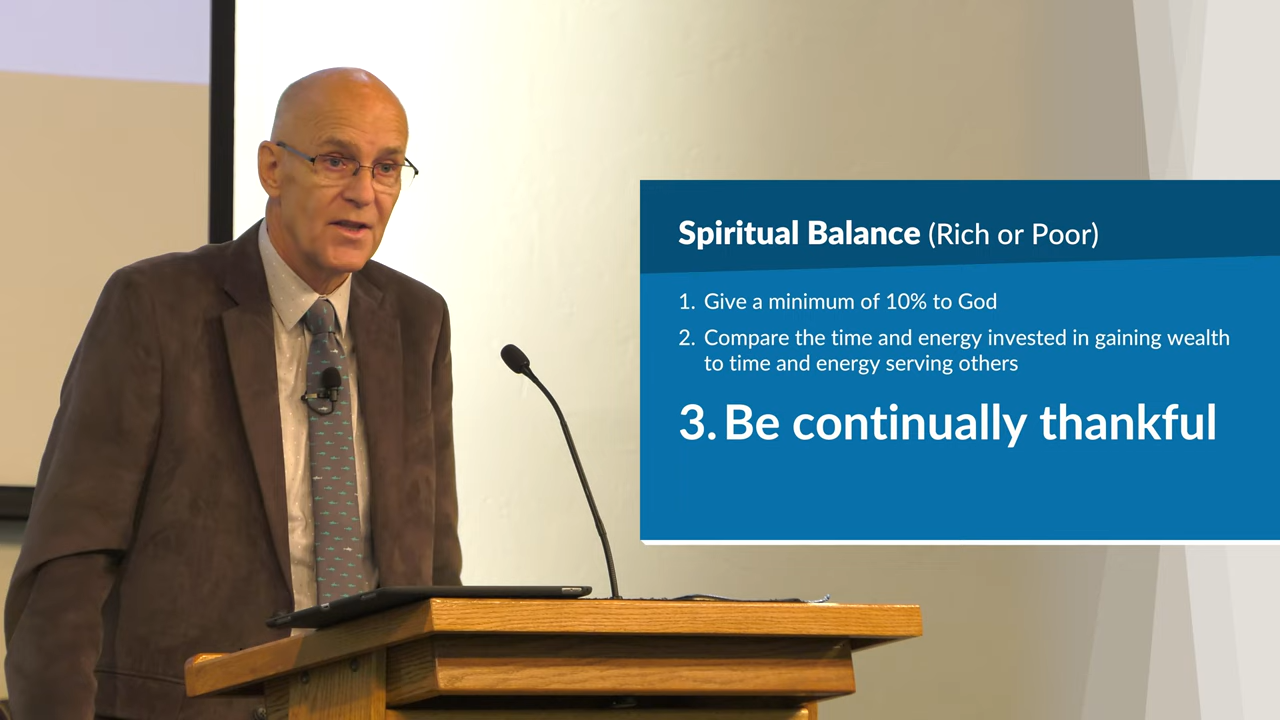 Spiritual Balance (Rich or Poor)
1. Give a minimum of 10% to God
2. Compare the time and energy invested in gaining wealth
to time and energy serving others
3. Be continually thankful